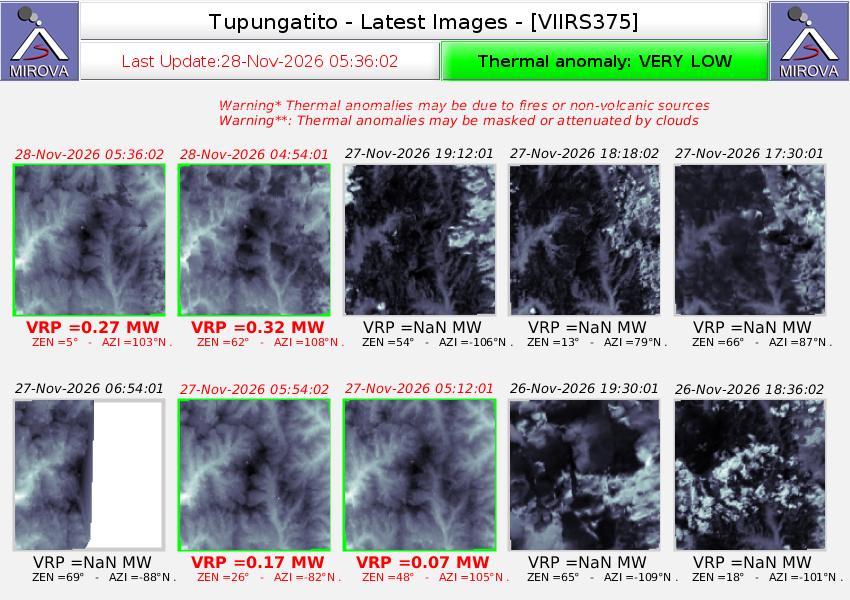 Tupungatito - Latest Images - [VIIRS375]
MIROVA
Last Update:28-Nov-2026 05:36:02
Thermal anomaly: VERY LOW
MIROVA
Warning* Thermal anomalies may be due to fires or non-volcanic sources
Warning**: Thermal anomalies may be masked or attenuated by clouds
28-Nov-2026 05:36:02
28-Nov-2026 04:54:01
27-Nov-2026 19:12:01
27-Nov-2026 18:18:02
27-Nov-2026 17:30:01
VRP =0.27 MW
VRP =0.32 MW
VRP =NaN MW
VRP =NaN MW
VRP =NaN MW
ZEN =5° - AZI =103°N .
ZEN =62° - AZI =108°N .
ZEN =54° - AZI =-106°N .
ZEN =13° - AZI =79°N .
ZEN =66° - AZI =87°N .
27-Nov-2026 06:54:01
27-Nov-2026 05:54:02
27-Nov-2026 05:12:01
26-Nov-2026 19:30:01
26-Nov-2026 18:36:02
VRP =NaN MW
VRP =0.17 MW
VRP =0.07 MW
VRP =NaN MW
VRP =NaN MW
ZEN =69° - AZI =-88°N .
ZEN =26° - AZI =-82°N .
ZEN =48° - AZI =105°N .
ZEN =65° - AZI =-109°N .
ZEN =18° - AZI =-101°N .